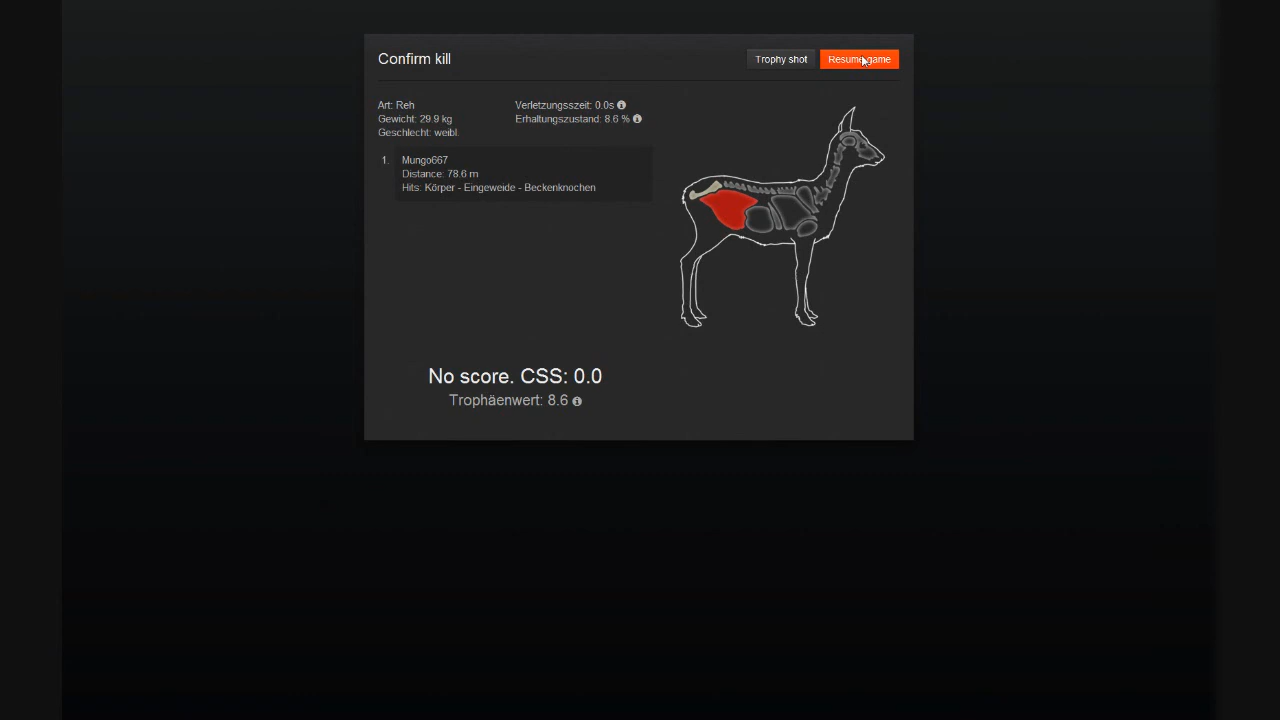 Confirm kill
Trophy shot
Resume game
Art: Reh
Gewicht: 29.9 kg
Geschlecht: weibl.
Verletzungsszeit: 0.0s
Erhaltungszustand: 8.6 %
1.
Mungo667
Distance: 78.6 m
Hits: Körper - Eingeweide - Beckenknochen
No score. CSS: 0.0
Trophäenwert: 8.6